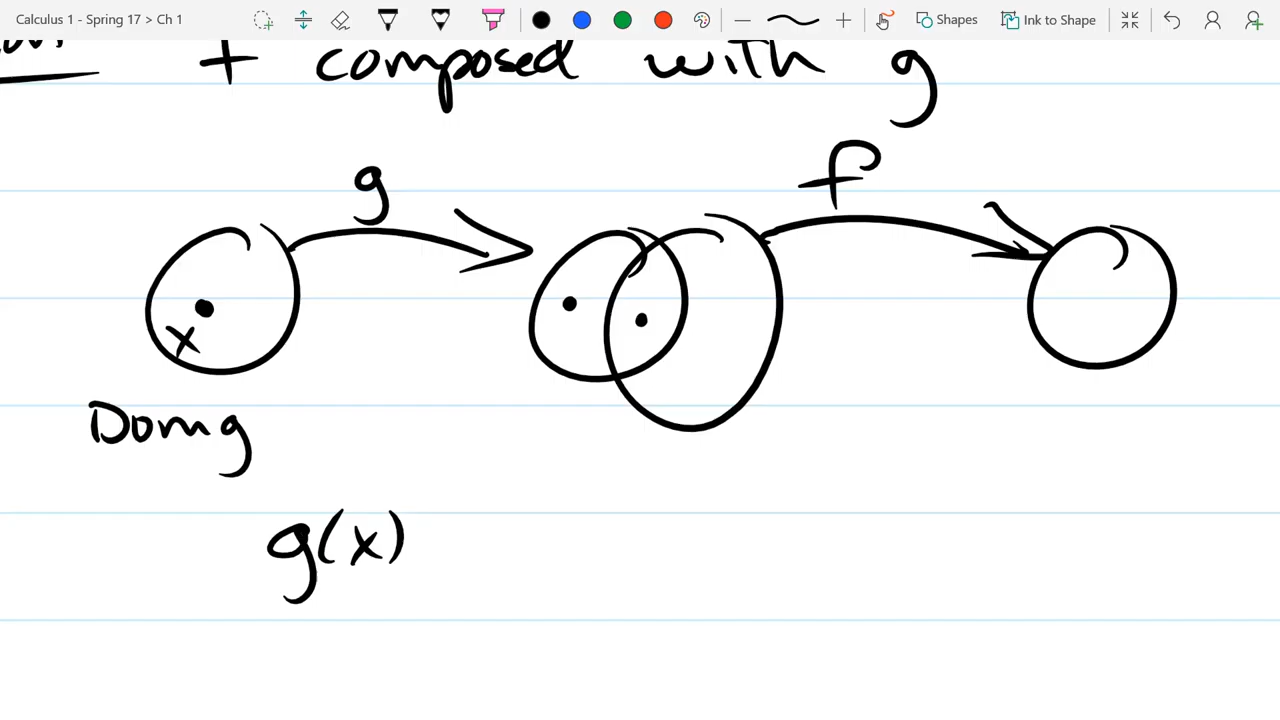 Calculus 1 - Spring 17 > Ch 1
Shapes
Ink to Shape
f composed with g
g
f
x
Dom g
g(x)